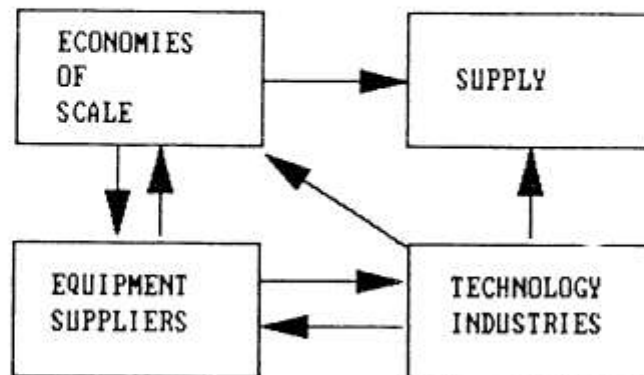 ECONOMIES
OF
SCALE
SUPPLY
EQUIPMENT
SUPPLIERS
TECHNOLOGY
INDUSTRIES